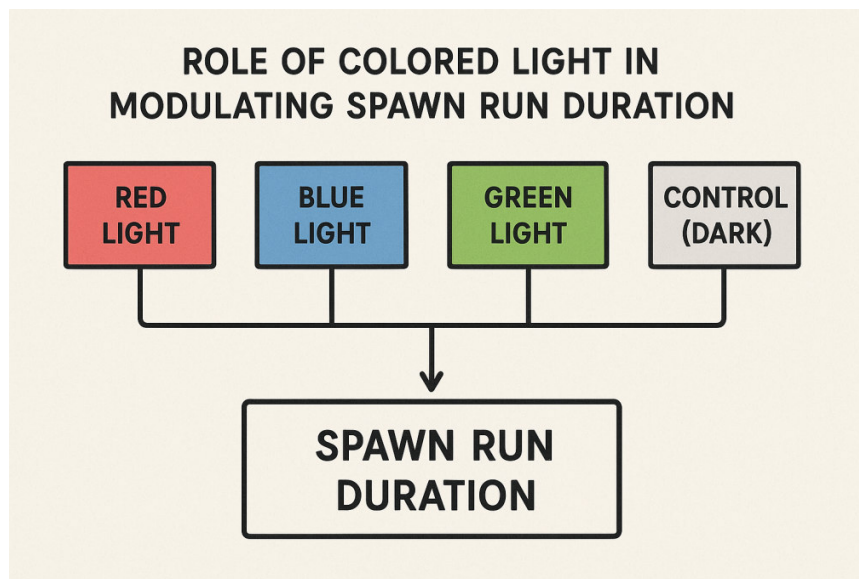 ROLE OF COLORED LIGHT IN
MODULATING SPAWN RUN DURATION
RED
LIGHT
BLUE
LIGHT
GREEN
LIGHT
CONTROL
(DARK)
SPAWN RUN
DURATION